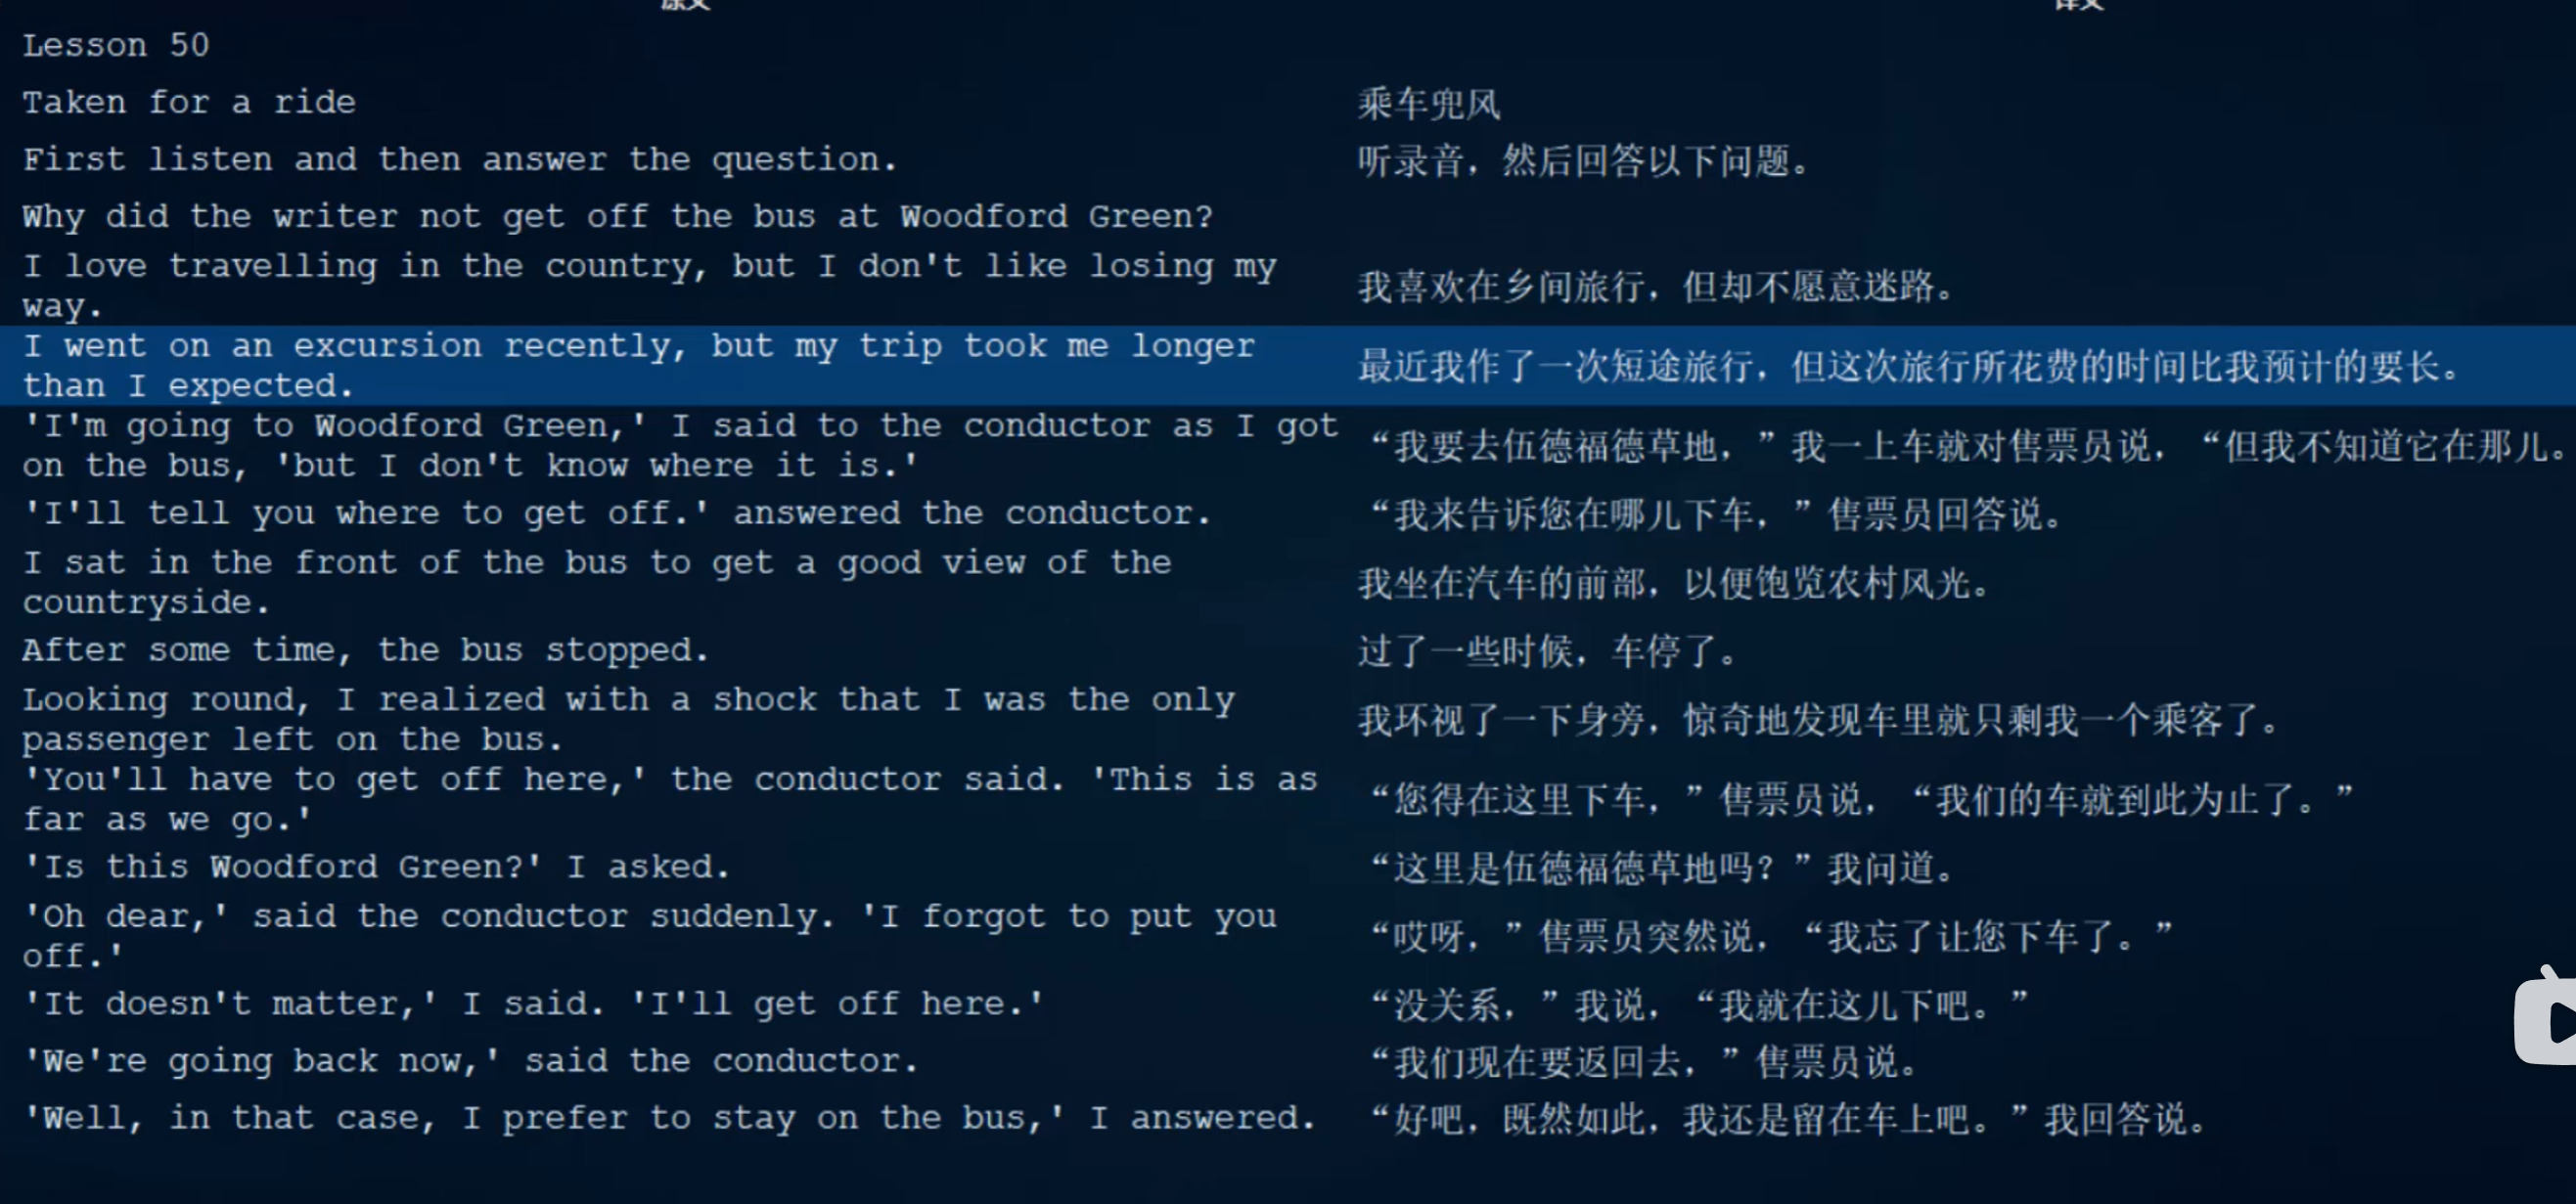 原文
译文
Lesson 50
Taken for a ride
乘车兜风
First listen and then answer the question.
听录音，然后回答以下问题。
Why did the writer not get off the bus at Woodford Green?
I love travelling in the country, but I don't like losing my
way.
我喜欢在乡间旅行，但却不愿意迷路。
I went on an excursion recently, but my trip took me longer
than I expected.
最近我作了一次短途旅行，但这次旅行所花费的时间比我预计的要长。
'I'm going to Woodford Green,' I said to the conductor as I got
on the bus, 'but I don't know where it is.'
“我要去伍德福德草地，”我一上车就对售票员说，“但我不知道它在那儿。
'I'll tell you where to get off.' answered the conductor.
“我来告诉您在哪儿下车，”售票员回答说。
I sat in the front of the bus to get a good view of the
countryside.
我坐在汽车的前部，以便饱览农村风光。
After some time, the bus stopped.
过了一些时候，车停了。
Looking round, I realized with a shock that I was the only
passenger left on the bus.
我环视了一下身旁，惊奇地发现车里就只剩我一个乘客了。
'You'll have to get off here,' the conductor said. 'This is as
far as we go.'
“您得在这里下车，”售票员说，“我们的车就到此为止了。”
'Is this Woodford Green?' I asked.
“这里是伍德福德草地吗？”我问道。
'Oh dear,' said the conductor suddenly. 'I forgot to put you
off.'
“哎呀，”售票员突然说，“我忘了让您下车了。”
'It doesn't matter,' I said. 'I'll get off here.'
“没关系，”我说，“我就在这儿下吧。”
'We're going back now,' said the conductor.
“我们现在要返回去，”售票员说。
'Well, in that case, I prefer to stay on the bus,' I answered.
“好吧，既然如此，我还是留在车上吧。”我回答说。